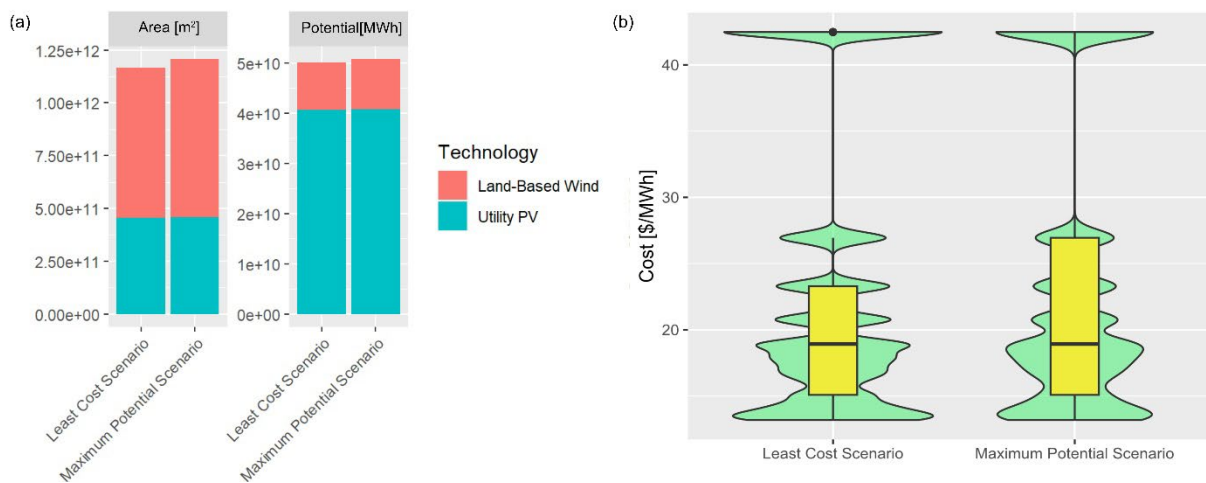 (a)
Area [m²]
1.25e+12
1.00e+12
7.50e+11
5.00e+11
2.50e+11
0.00e+00
Least Cost Scenario
Maximum Potential Scenario
Potential[MWh]
5e+10
4e+10
3e+10
2e+10
1e+10
0e+00
Least Cost Scenario
Maximum Potential Scenario
Technology
Land-Based Wind
Utility PV
(b)
Cost [$/MWh]
40
30
20
Least Cost Scenario
Maximum Potential Scenario